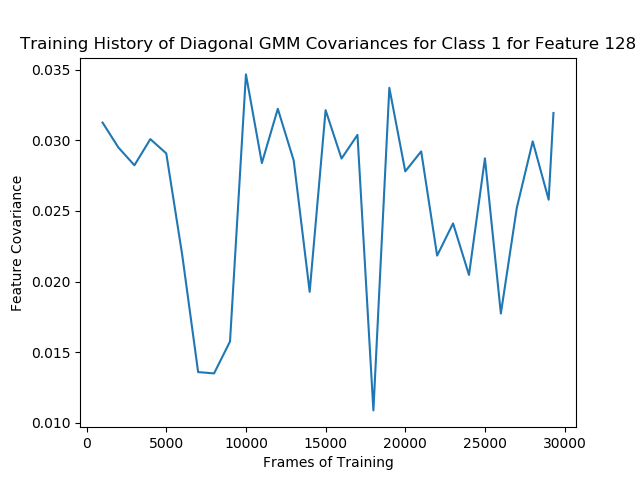 Training History of Diagonal GMM Covariances for Class 1 for Feature 128
0.035
0.030
0.025
0.020
0.015
0.010
Feature Covariance
0 5000 10000 15000 20000 25000 30000
Frames of Training